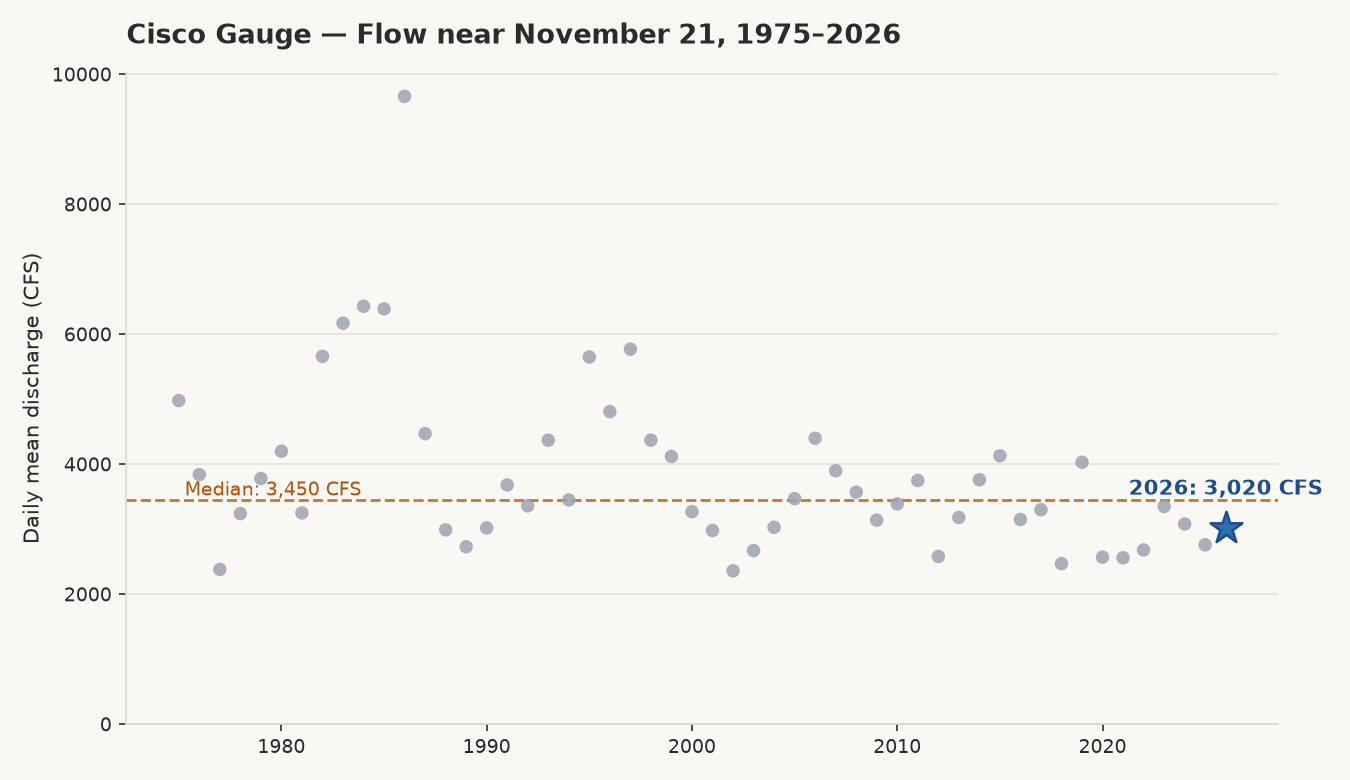 Cisco Gauge — Flow near November 21, 1975–2026
Daily mean discharge (CFS)
10000
8000
6000
4000
2000
0
Median: 3,450 CFS
2026: 3,020 CFS
1980
1990
2000
2010
2020